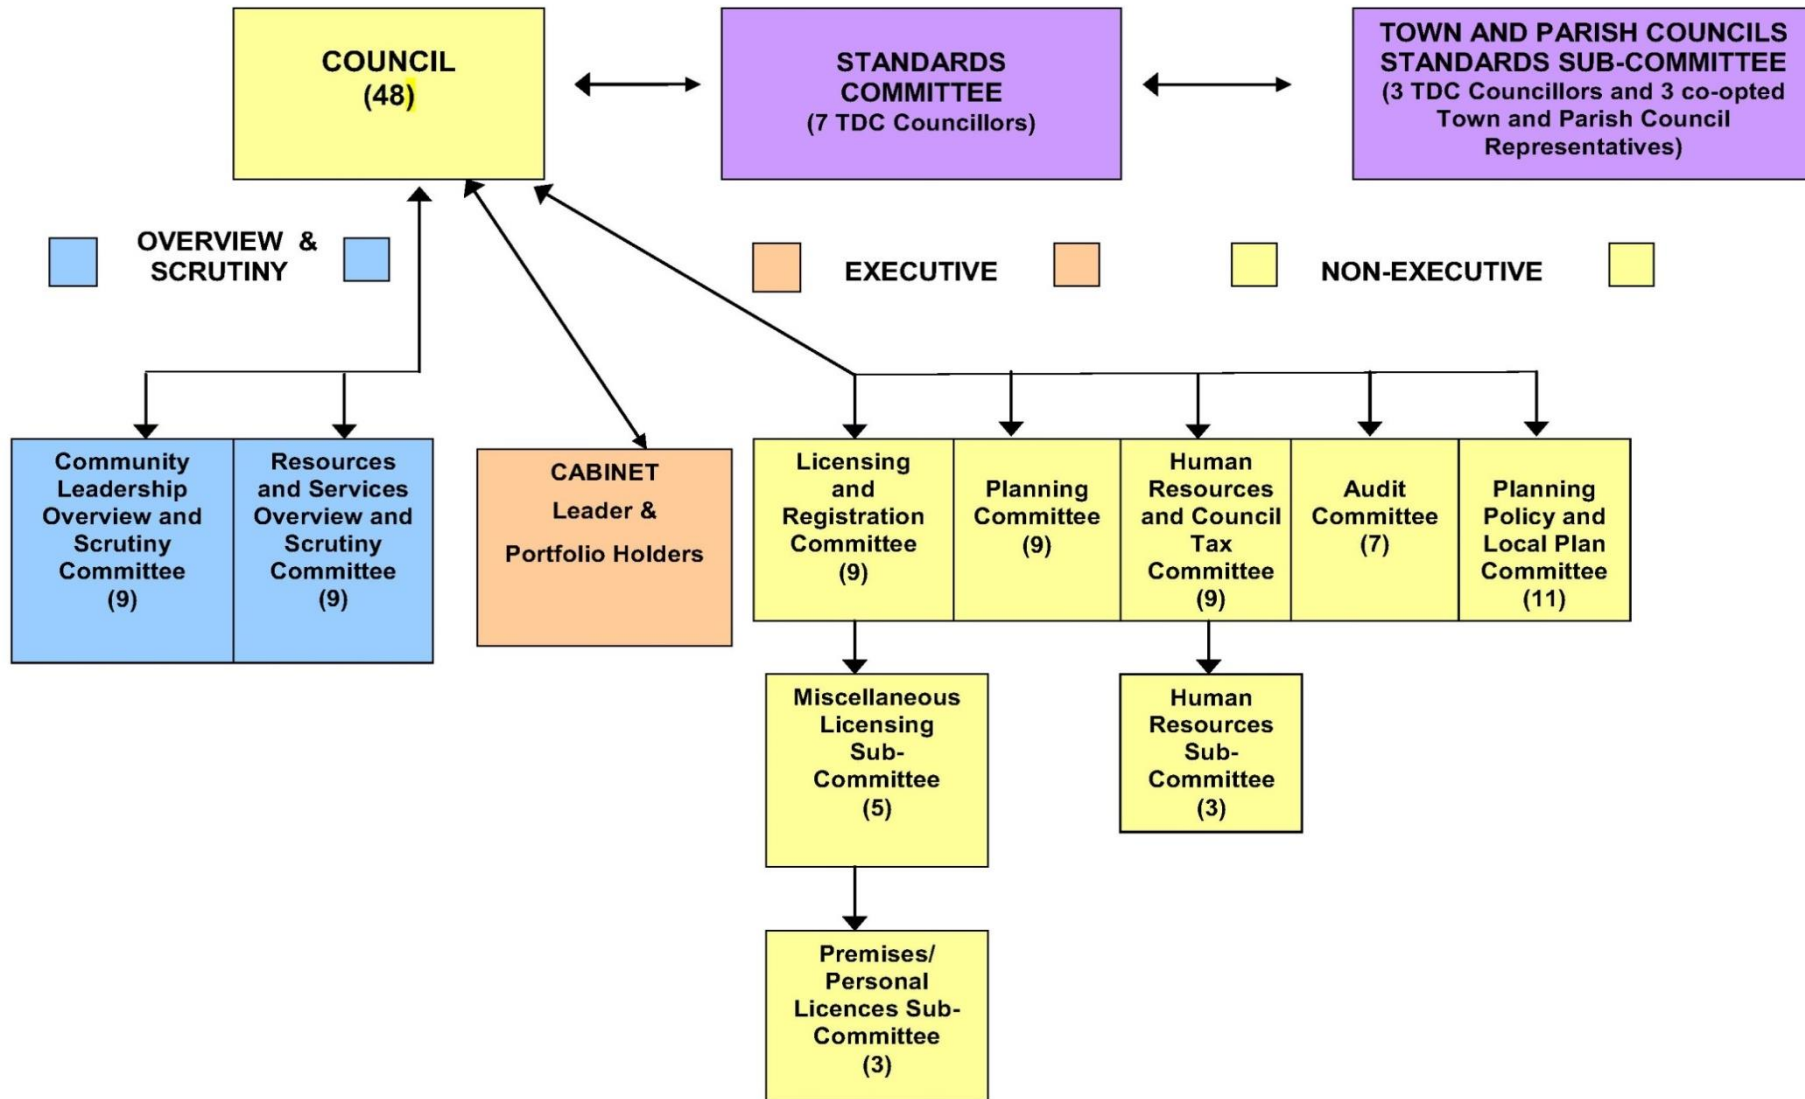 COUNCIL
(48)
STANDARDS
COMMITTEE
(7 TDC Councillors)
TOWN AND PARISH COUNCILS
STANDARDS SUB-COMMITTEE
(3 TDC Councillors and 3 co-opted
Town and Parish Council
Representatives)
OVERVIEW &
SCRUTINY
EXECUTIVE
NON-EXECUTIVE
Community
Leadership
Overview and
Scrutiny
Committee
(9)
Resources
and Services
Overview and
Scrutiny
Committee
(9)
CABINET
Leader &
Portfolio Holders
Licensing
and
Registration
Committee
(9)
Planning
Committee
(9)
Human
Resources
and Council
Tax
Committee
(9)
Audit
Committee
(7)
Planning
Policy and
Local Plan
Committee
(11)
Miscellaneous
Licensing
Sub-
Committee
(5)
Human
Resources
Sub-
Committee
(3)
Premises/
Personal
Licences Sub-
Committee
(3)